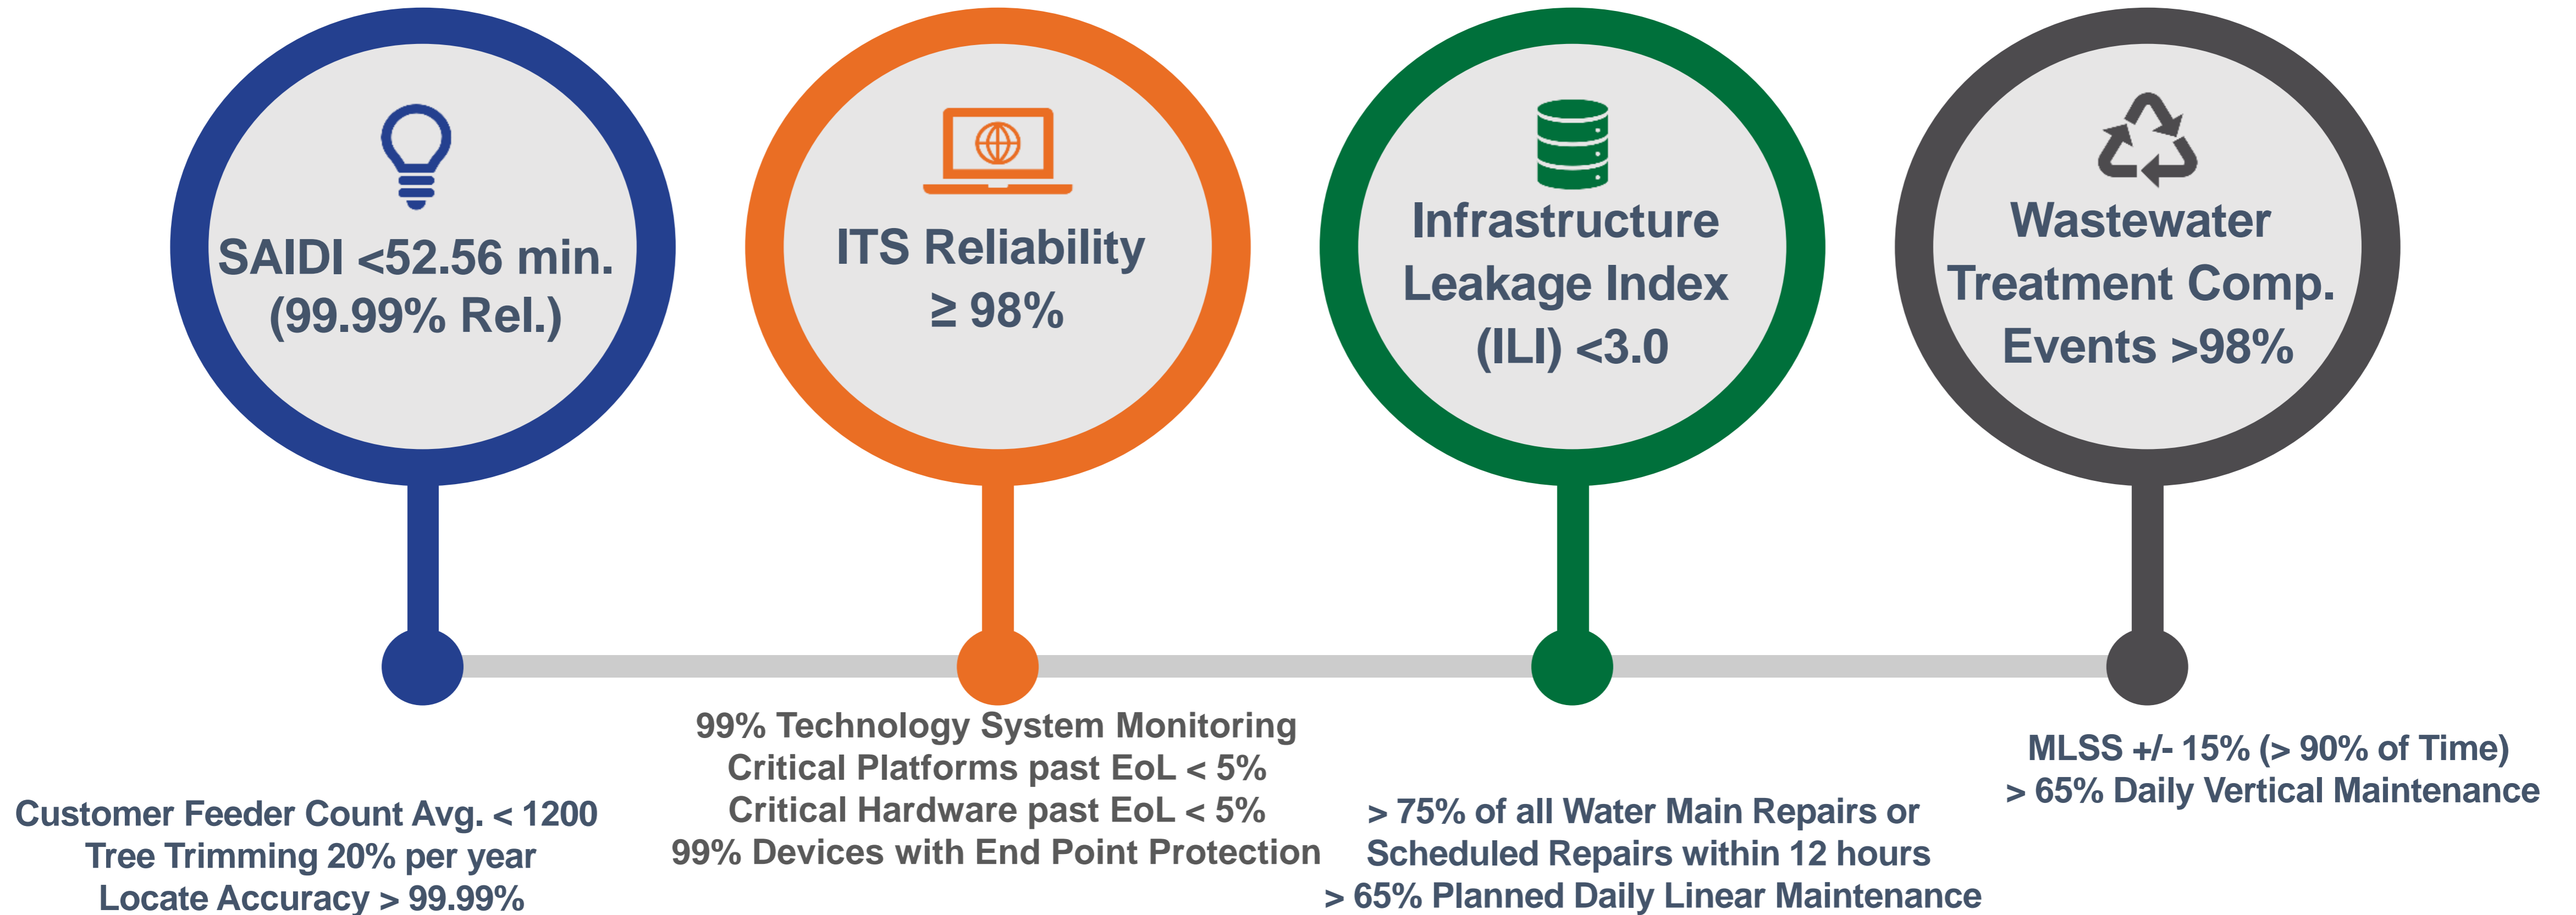 SAIDI <52.56 min.
(99.99% Rel.)
ITS Reliability
≥ 98%
Infrastructure
Leakage Index
(ILI) <3.0
Wastewater
Treatment Comp.
Events >98%
Customer Feeder Count Avg. < 1200
Tree Trimming 20% per year
Locate Accuracy > 99.99%
99% Technology System Monitoring
Critical Platforms past EoL < 5%
Critical Hardware past EoL < 5%
99% Devices with End Point Protection
> 75% of all Water Main Repairs or
Scheduled Repairs within 12 hours
> 65% Planned Daily Linear Maintenance
MLSS +/- 15% (> 90% of Time)
> 65% Daily Vertical Maintenance